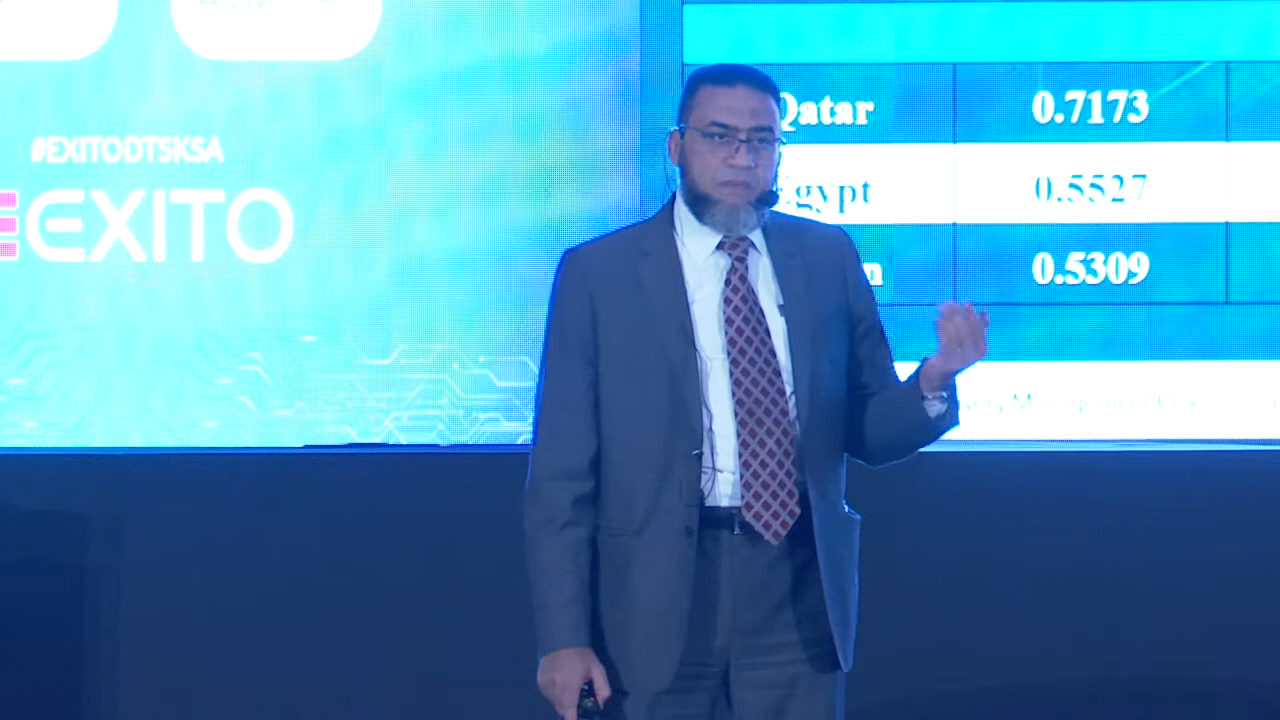 #EXITODTSKSA
EXITO
Qatar 0.7173
Egypt 0.5527
0.5309